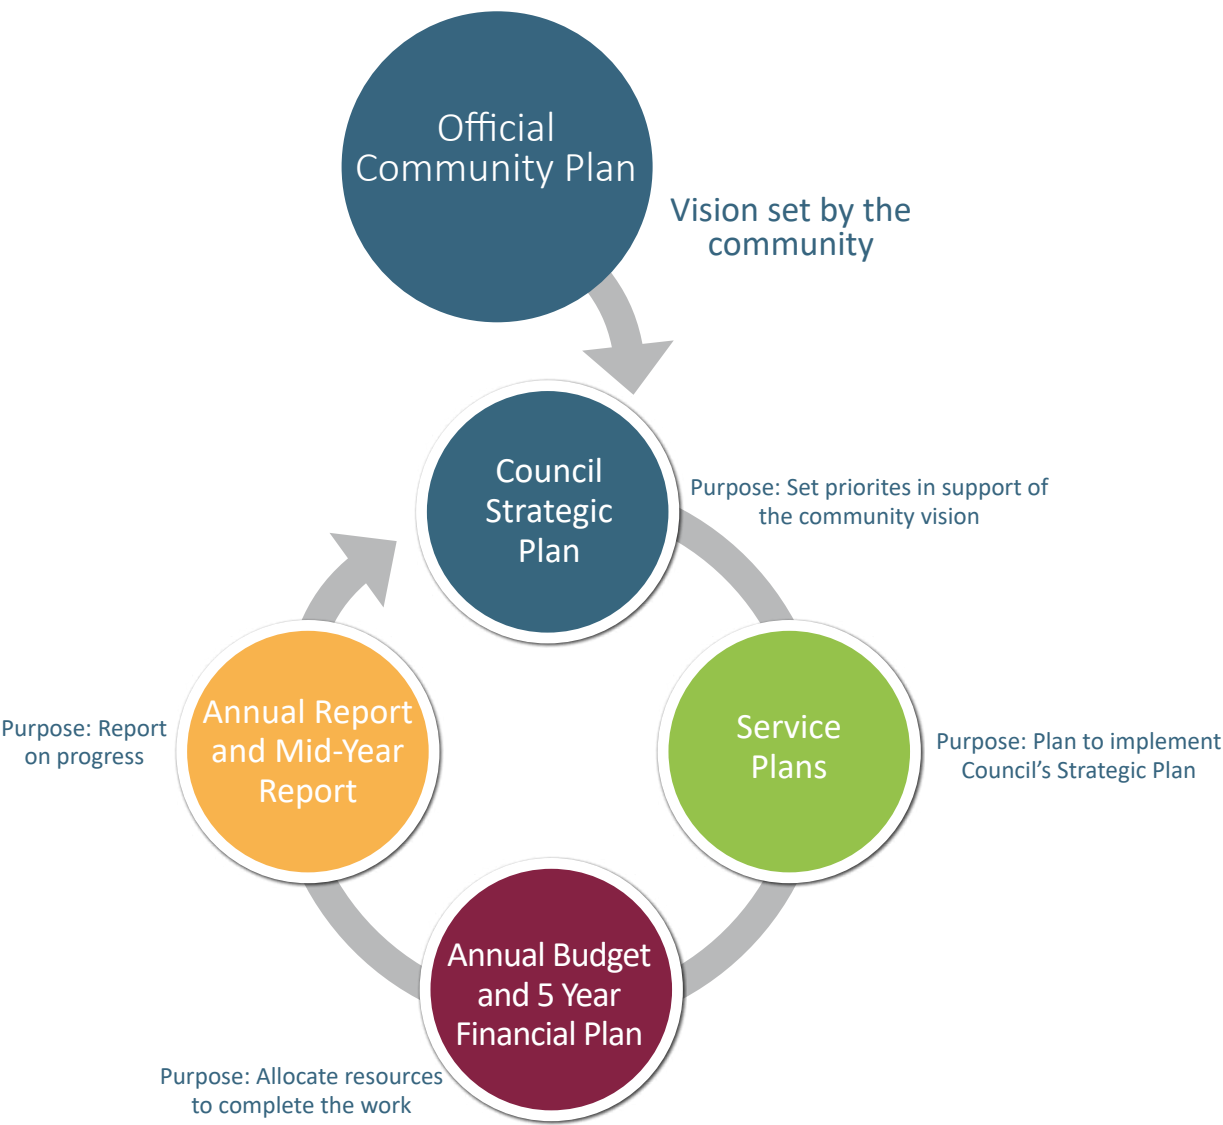 Official
Community Plan
Vision set by the
community
Council
Strategic
Plan
Purpose: Set priorites in support of
the community vision
Service
Plans
Purpose: Plan to implement
Council’s Strategic Plan
Annual Budget
and 5 Year
Financial Plan
Purpose: Allocate resources
to complete the work
Annual Report
and Mid-Year
Report
Purpose: Report
on progress